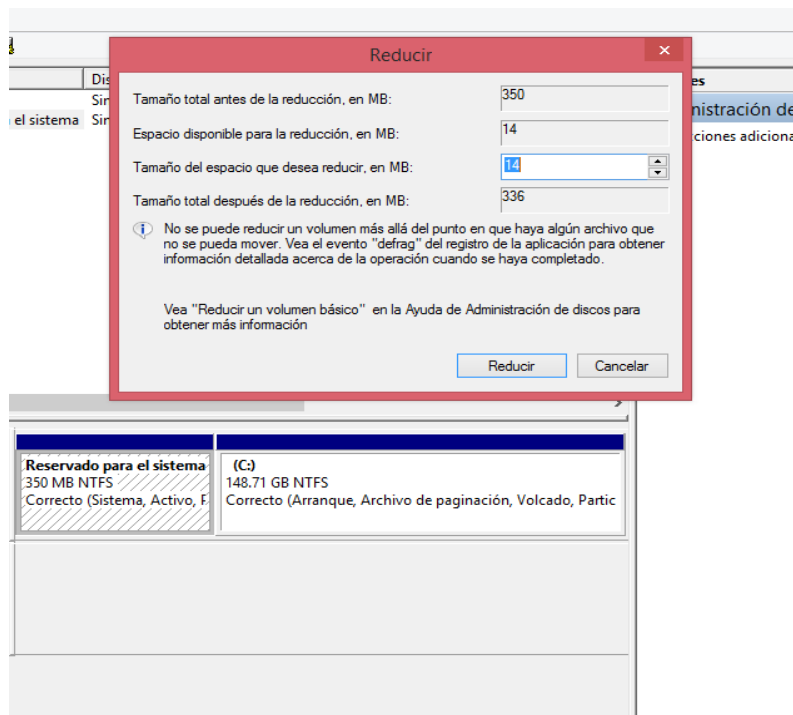 Reducir
Dis
es
Sin
el sistema Sin
nistración de
ciones adiciona
Tamaño total antes de la reducción, en MB: 350
Espacio disponible para la reducción, en MB: 14
Tamaño del espacio que desea reducir, en MB: 14
Tamaño total después de la reducción, en MB: 336
No se puede reducir un volumen más allá del punto en que haya algún archivo que
no se pueda mover. Vea el evento "defrag" del registro de la aplicación para obtener
información detallada acerca de la operación cuando se haya completado.
Vea "Reducir un volumen básico" en la Ayuda de Administración de discos para
obtener más información
Reducir Cancelar
Reservado para el sistema
350 MB NTFS
Correcto (Sistema, Activo, P
(C:)
148.71 GB NTFS
Correcto (Arranque, Archivo de paginación, Volcado, Partic